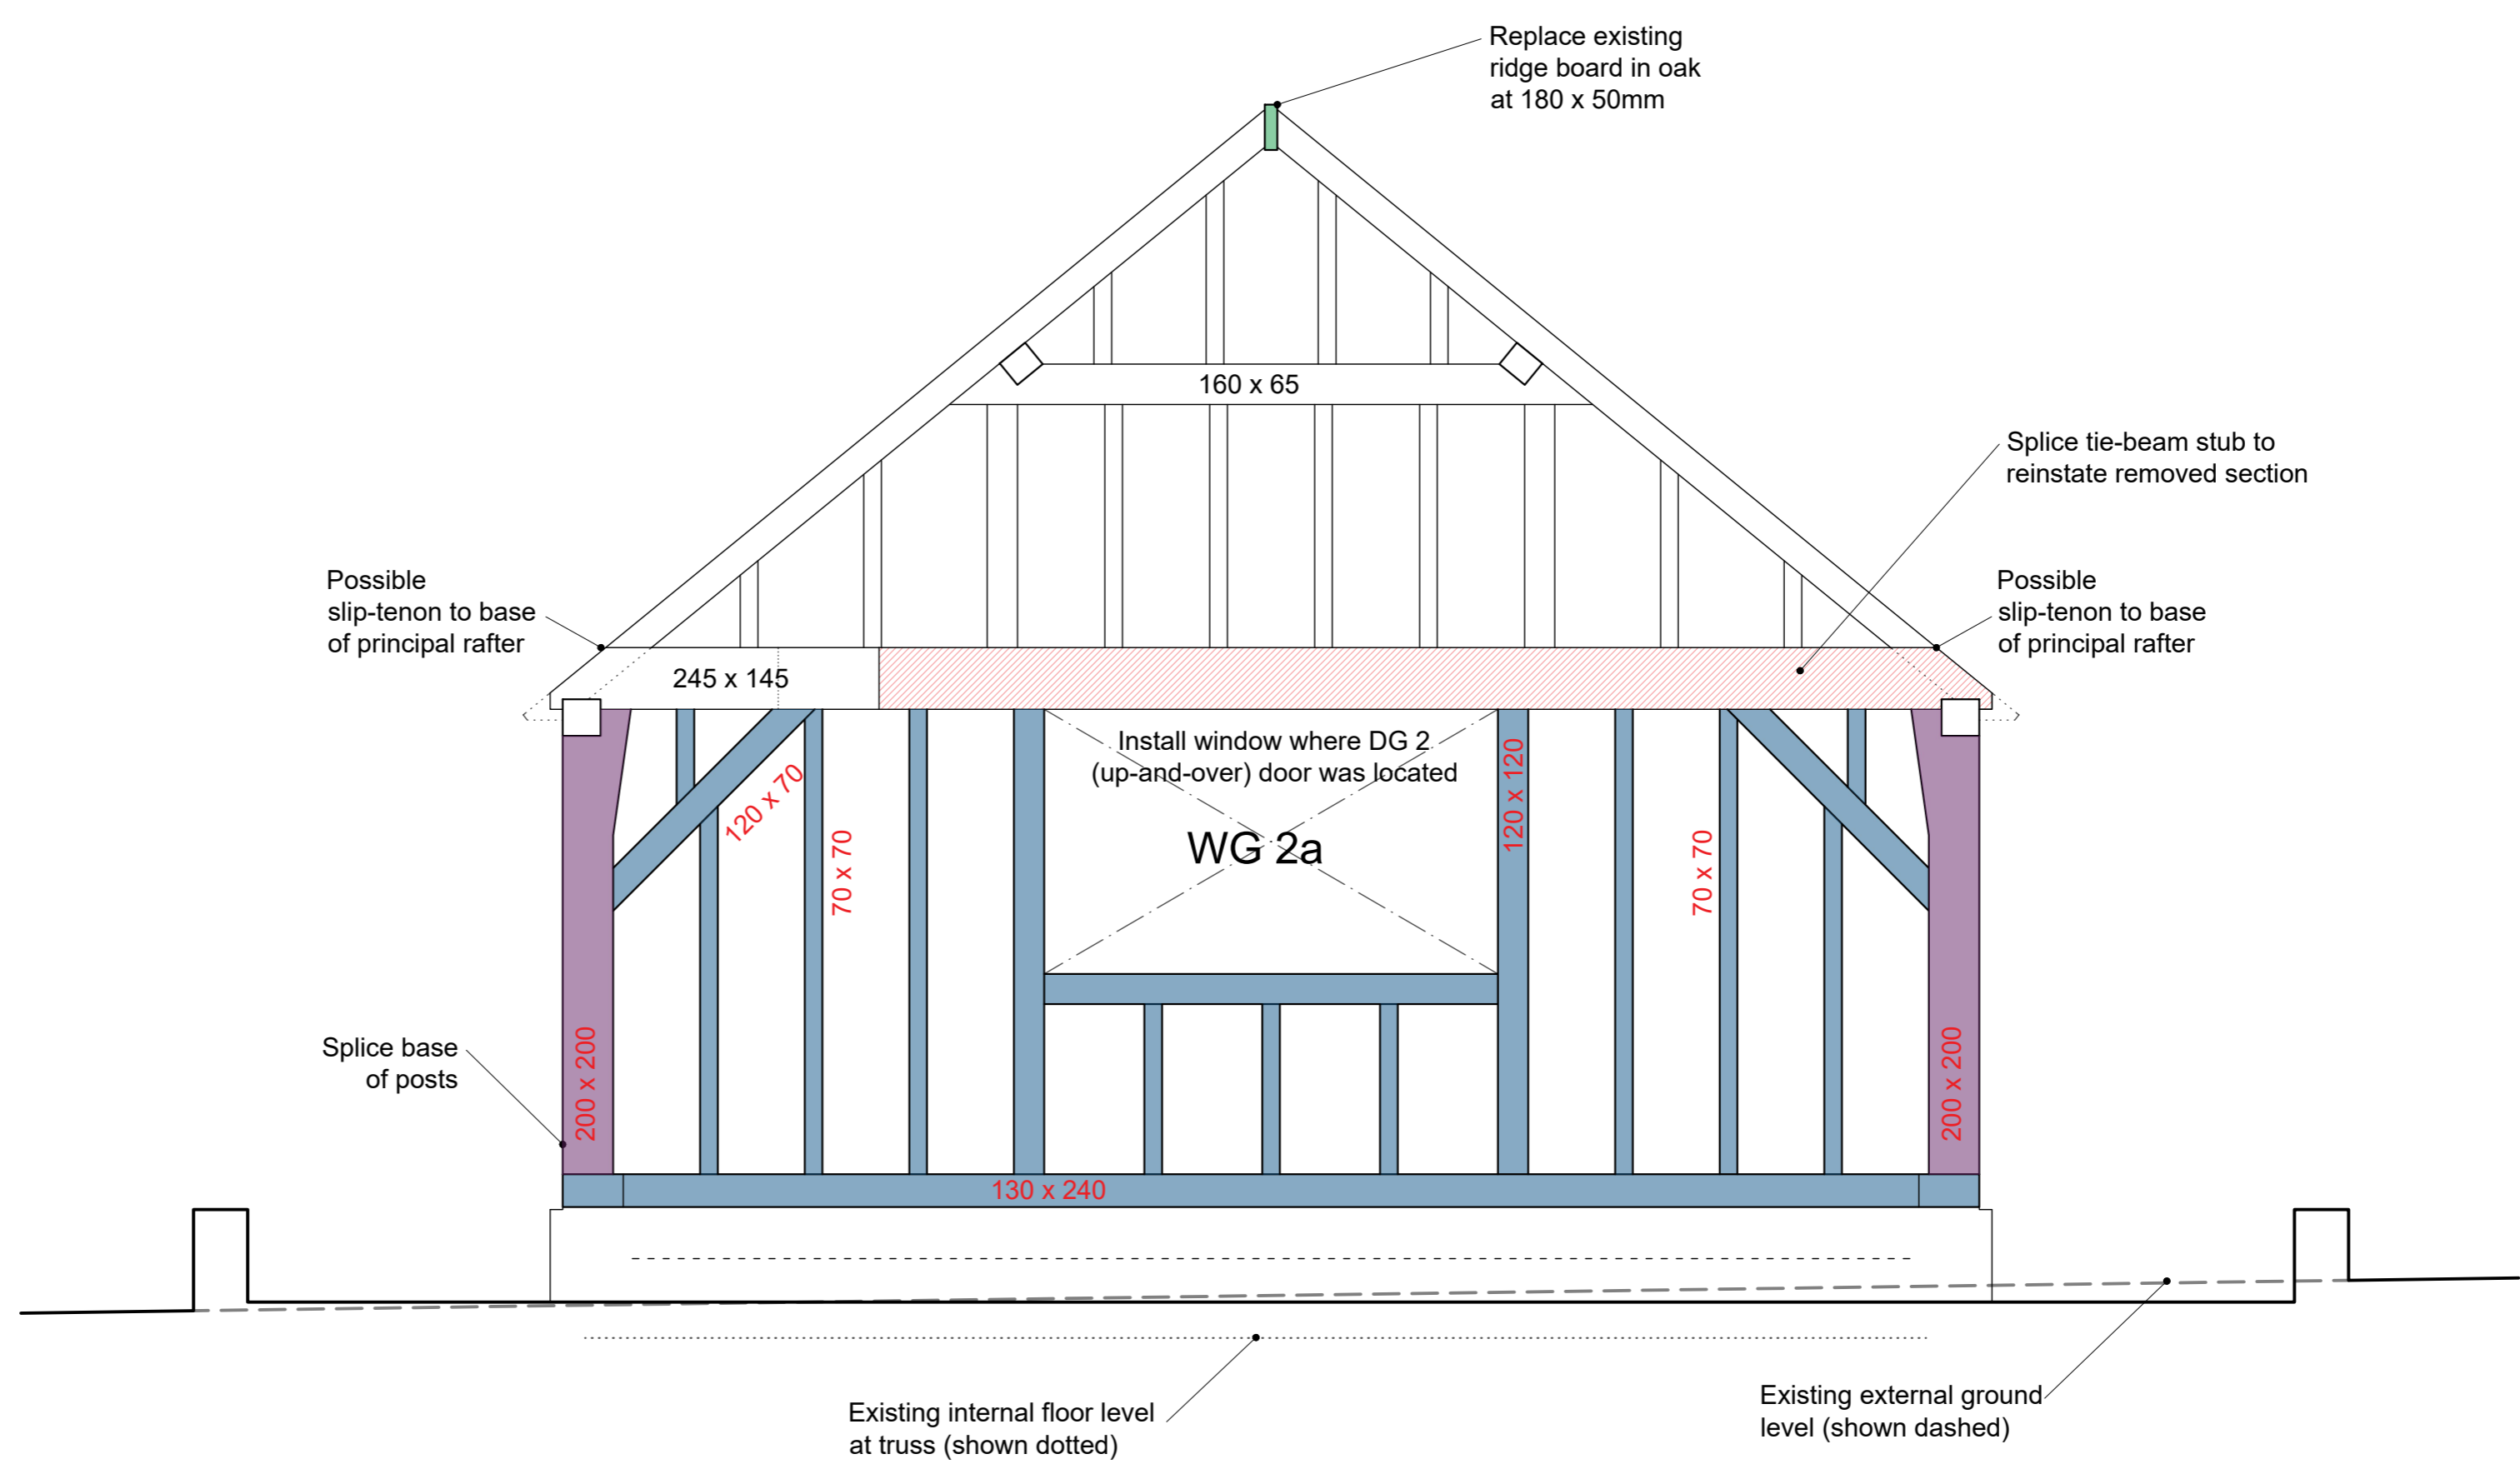 Replace existing
ridge board in oak
at 180 x 50mm
160 x 65
Splice tie-beam stub to
reinstate removed section
Possible
slip-tenon to base
of principal rafter
Possible
slip-tenon to base
of principal rafter
245 x 145
Install window where DG 2
(up-and-over) door was located
WG 2a
120 x 70
70 x 70
120 x 120
70 x 70
Splice base
of posts
200 x 200
200 x 200
130 x 240
Existing internal floor level
at truss (shown dotted)
Existing external ground
level (shown dashed)